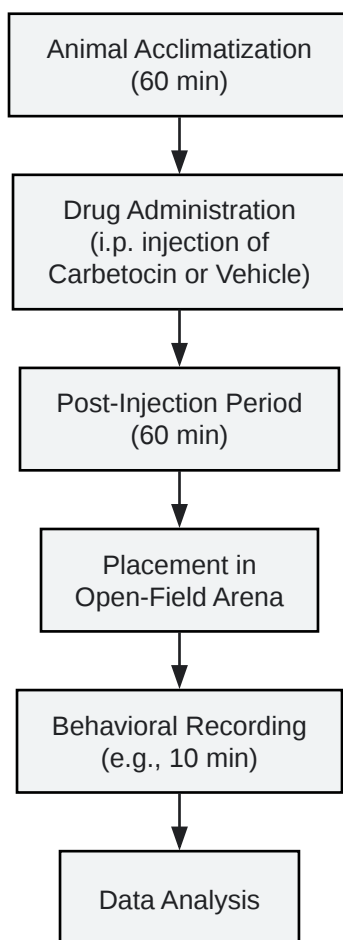 Animal Acclimatization
(60 min)
Drug Administration
(i.p. injection of
Carbetocin or Vehicle)
Post-Injection Period
(60 min)
Placement in
Open-Field Arena
Behavioral Recording
(e.g., 10 min)
Data Analysis